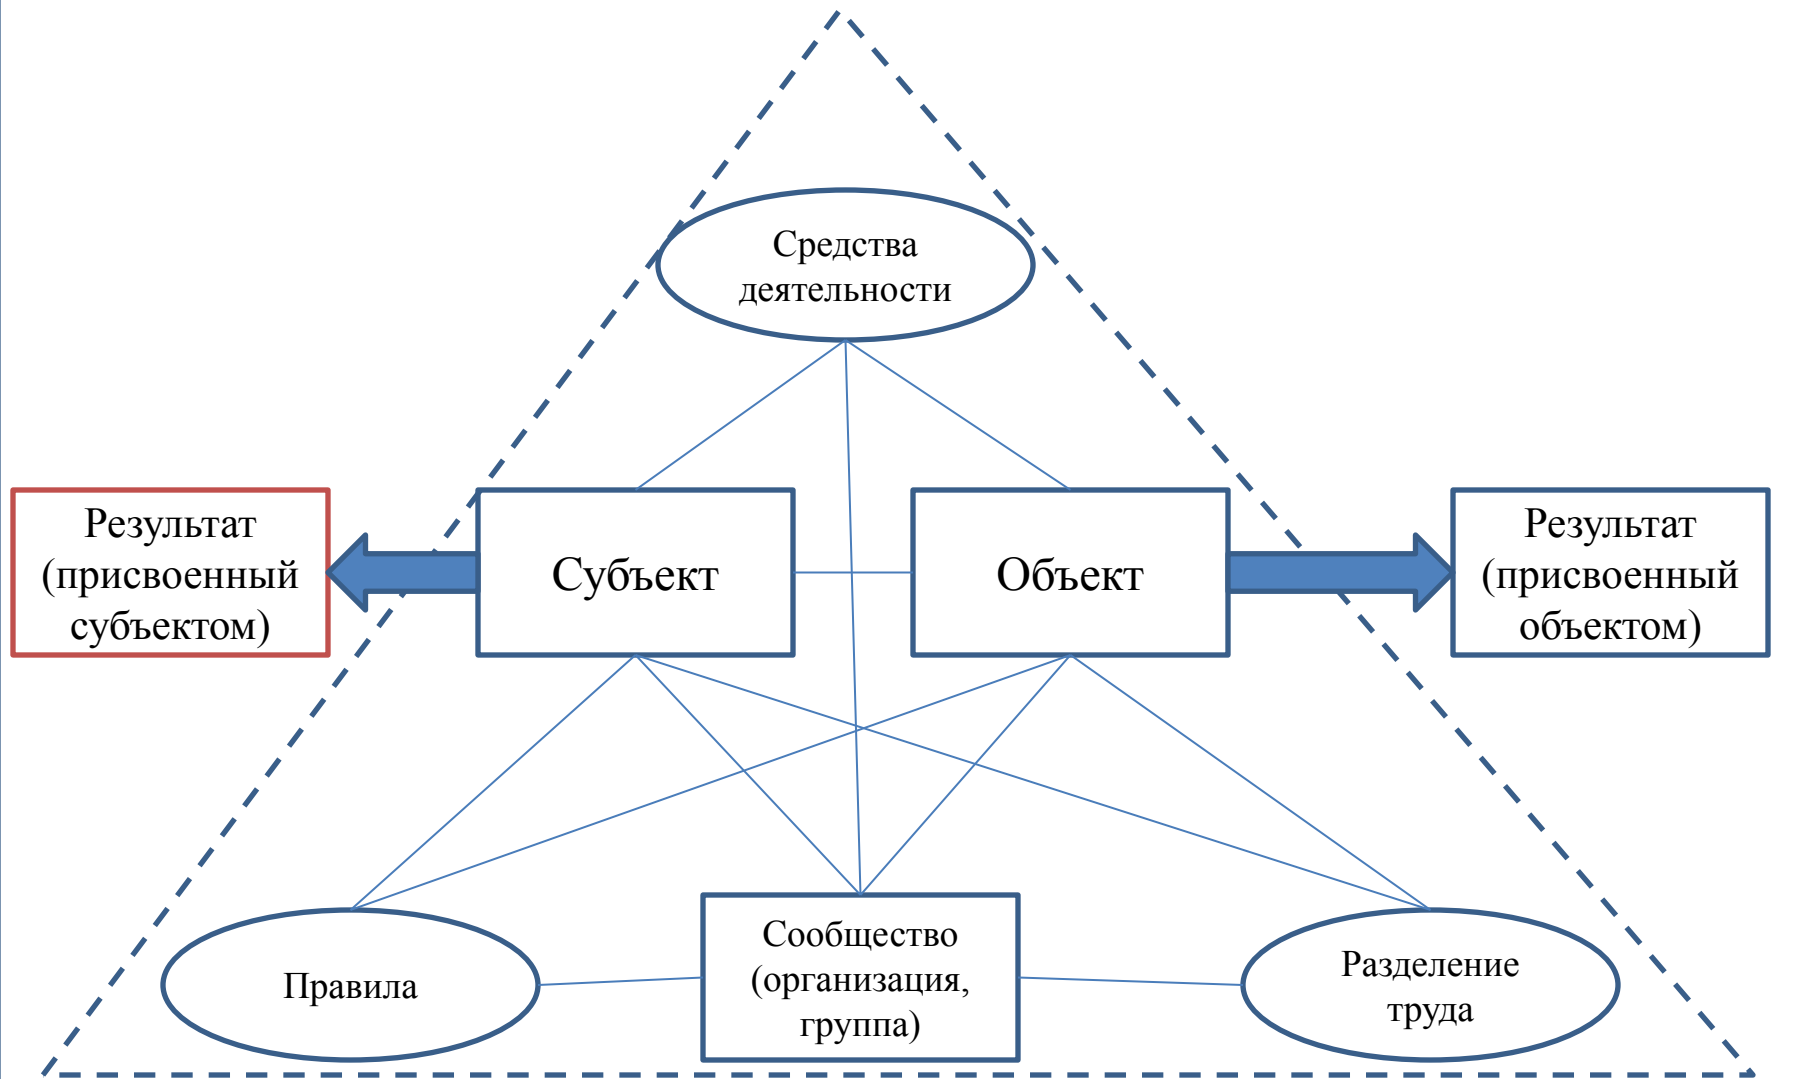 Средства
деятельности
Результат
(присвоенный
субъектом)
Субъект
Объект
Результат
(присвоенный
объектом)
Правила
Сообщество
(организация,
группа)
Разделение
труда